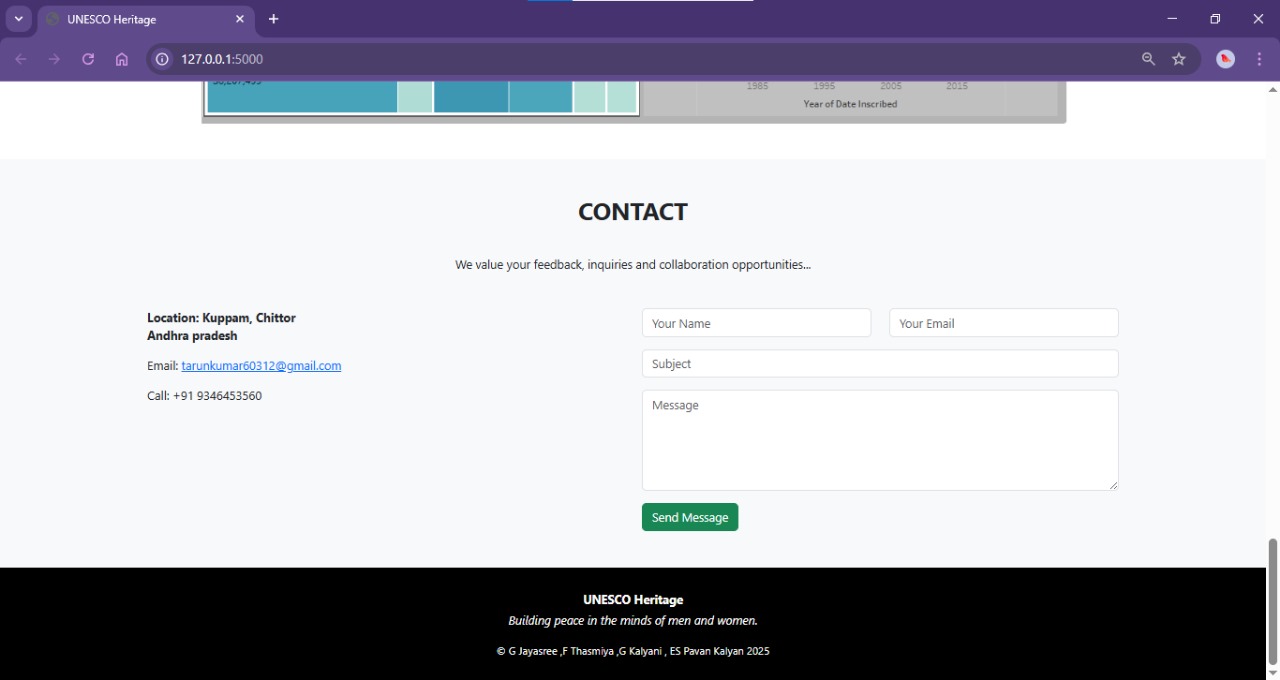 UNESCO Heritage
127.0.0.1:5000
1985 1995 2005 2015
Year of Date Inscribed
CONTACT
We value your feedback, inquiries and collaboration opportunities...
Location: Kuppam, Chittor
Andhra pradesh
Email: tarunkumar60312@gmail.com
Call: +91 9346453560
Your Name
Your Email
Subject
Message
Send Message
UNESCO Heritage
Building peace in the minds of men and women.
© G Jayasree ,F Thasmiya ,G Kalyani , ES Pavan Kalyan 2025